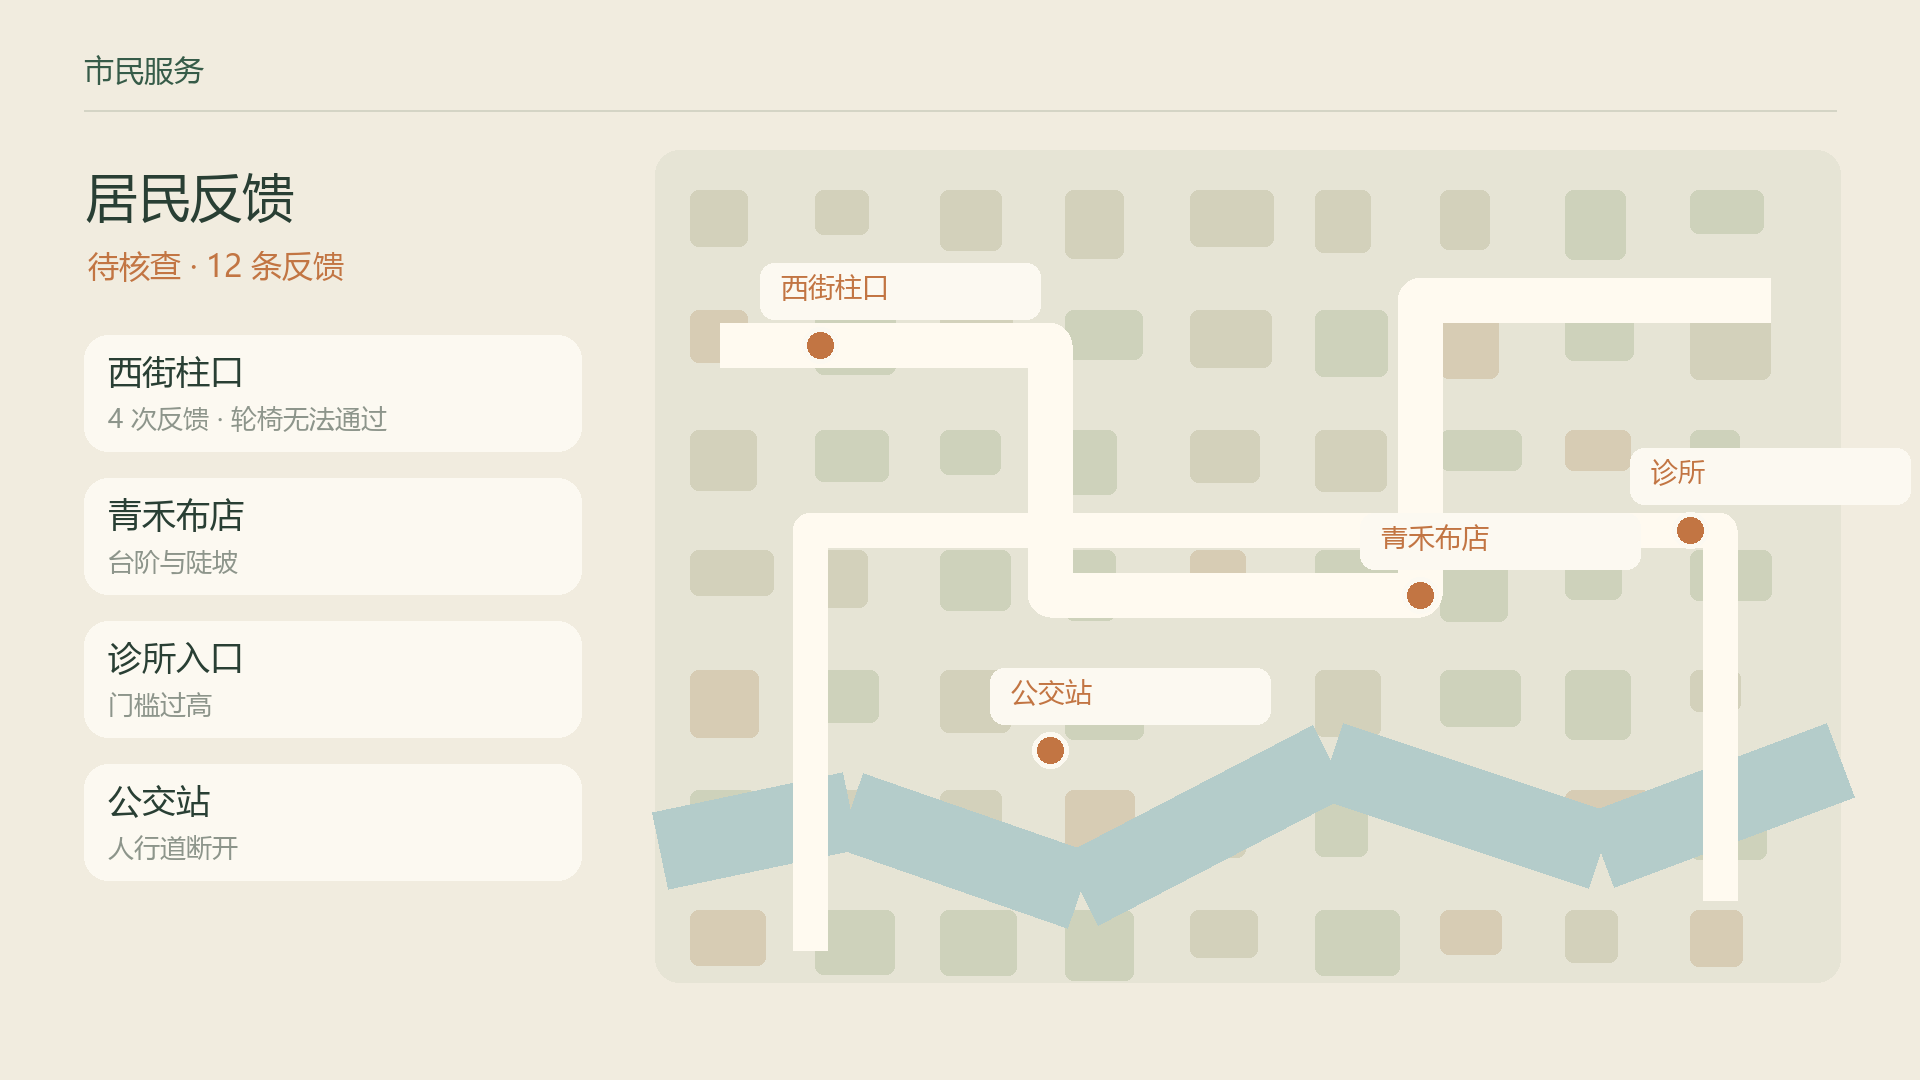 市民服务
居民反馈
待核查 · 12 条反馈
西街柱口
4 次反馈 · 轮椅无法通过
青禾布店
台阶与陡坡
诊所入口
门槛过高
公交站
人行道断开
西街柱口
诊所
青禾布店
公交站